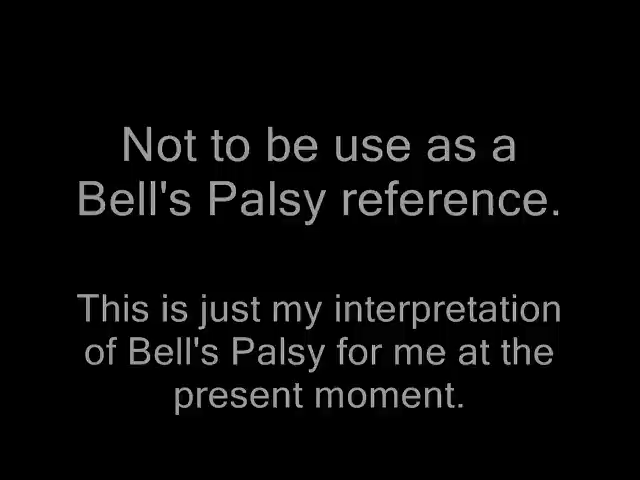 Not to be use as a
Bell's Palsy reference.
This is just my interpretation
of Bell's Palsy for me at the
present moment.